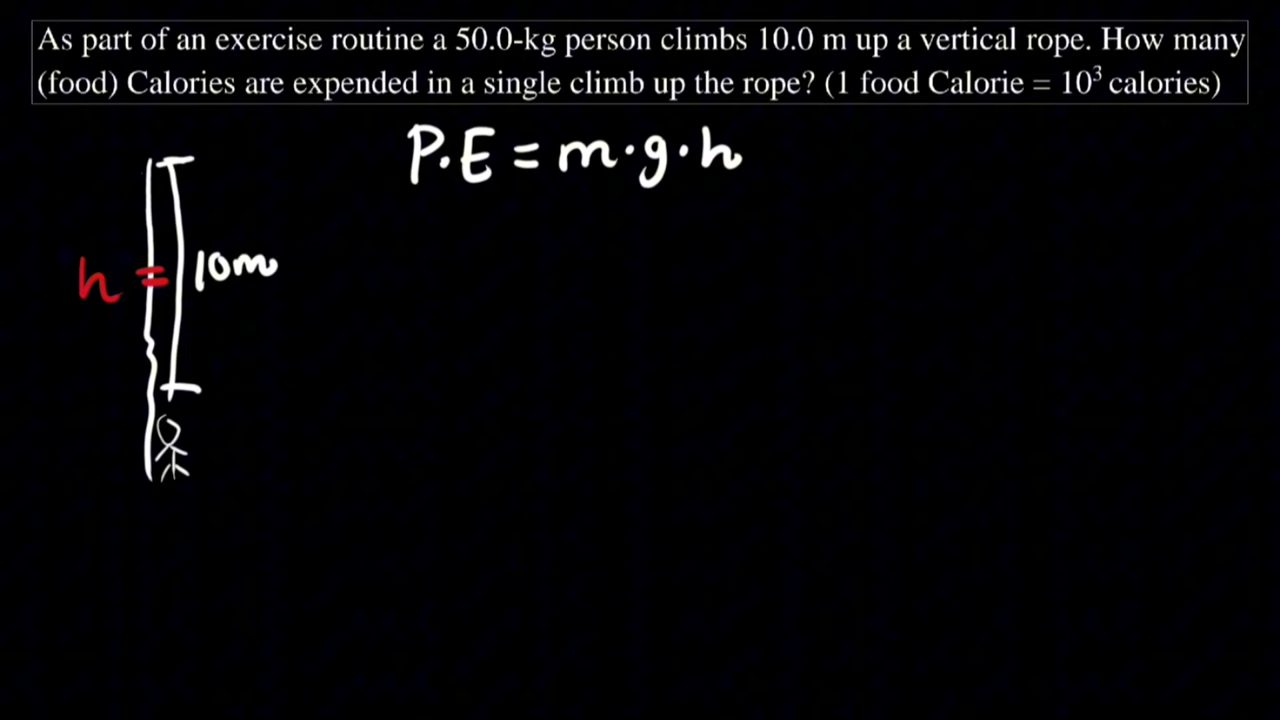 As part of an exercise routine a 50.0-kg person climbs 10.0 m up a vertical rope. How many
(food) Calories are expended in a single climb up the rope? (1 food Calorie = 10³ calories)
P.E = m·g·h
h = 10m